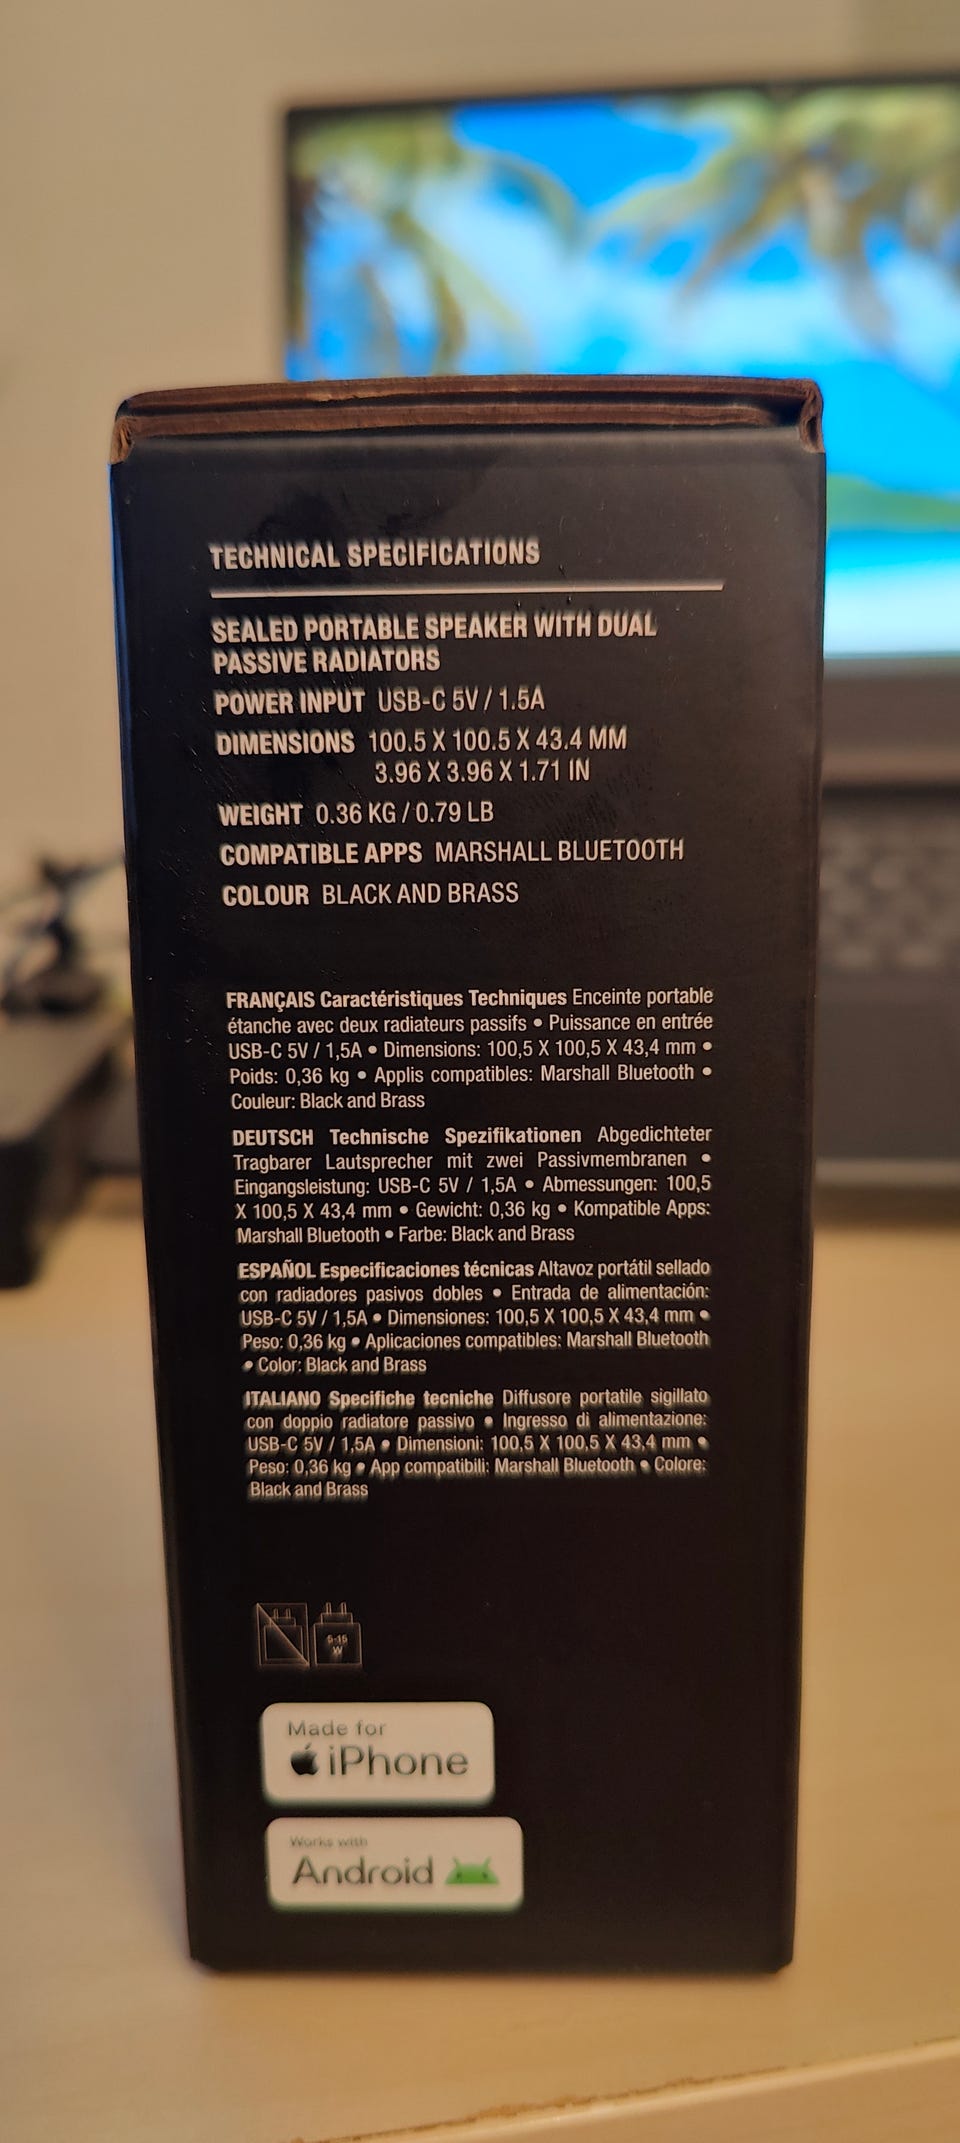 TECHNICAL SPECIFICATIONS
SEALED PORTABLE SPEAKER WITH DUAL
PASSIVE RADIATORS
POWER INPUT USB-C 5V / 1.5A
DIMENSIONS 100.5 X 100.5 X 43.4 MM
3.96 X 3.96 X 1.71 IN
WEIGHT 0.36 KG / 0.79 LB
COMPATIBLE APPS MARSHALL BLUETOOTH
COLOUR BLACK AND BRASS
FRANÇAIS Caractéristiques Techniques Enceinte portable
étanche avec deux radiateurs passifs • Puissance en entrée
USB-C 5V / 1,5A • Dimensions: 100,5 X 100,5 X 43,4 mm •
Poids: 0,36 kg • Applis compatibles: Marshall Bluetooth •
Couleur: Black and Brass
DEUTSCH Technische Spezifikationen Abgedichteter
Tragbarer Lautsprecher mit zwei Passivmembranen •
Eingangsleistung: USB-C 5V / 1,5A • Abmessungen: 100,5
X 100,5 X 43,4 mm • Gewicht: 0,36 kg • Kompatible Apps:
Marshall Bluetooth • Farbe: Black and Brass
ESPAÑOL Especificaciones técnicas Altavoz portátil sellado
con radiadores pasivos dobles • Entrada de alimentación:
USB-C 5V / 1,5A • Dimensiones: 100,5 X 100,5 X 43,4 mm •
Peso: 0,36 kg • Aplicaciones compatibles: Marshall Bluetooth
• Color: Black and Brass
ITALIANO Specifiche tecniche Diffusore portatile sigillato
con doppio radiatore passivo • Ingresso di alimentazione:
USB-C 5V / 1,5A • Dimensioni: 100,5 X 100,5 X 43,4 mm •
Peso: 0,36 kg • App compatibili: Marshall Bluetooth • Colore:
Black and Brass
5-15
W
Made for
iPhone
Works with
Android